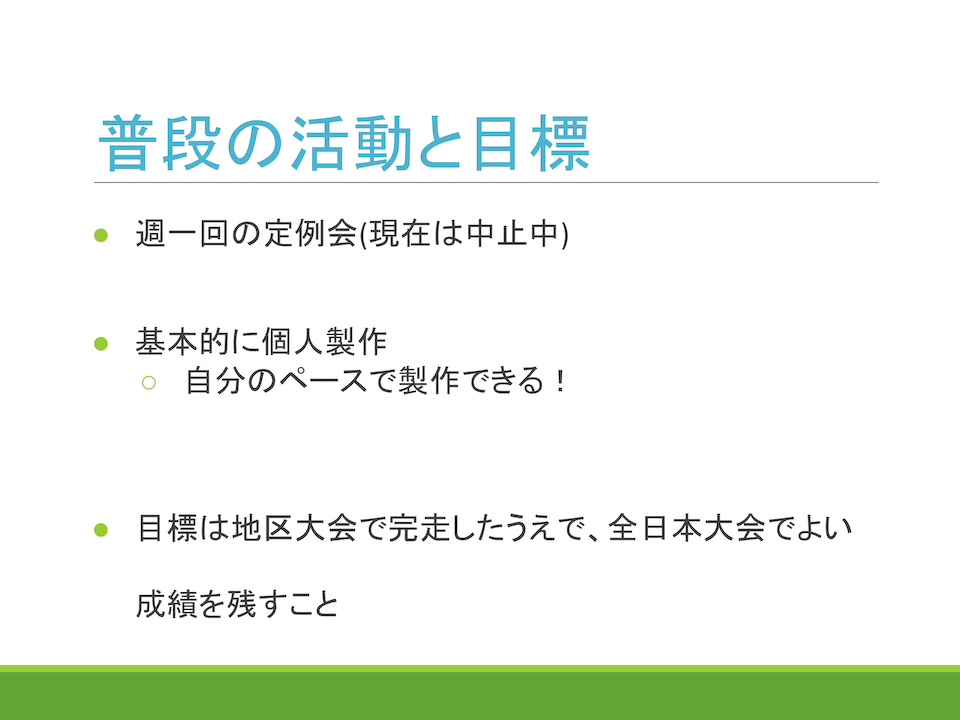 普段の活動と目標
● 週一回の定例会(現在は中止中)
● 基本的に個人製作
○ 自分のペースで製作できる！
● 目標は地区大会で完走したうえで、全日本大会でよい
成績を残すこと